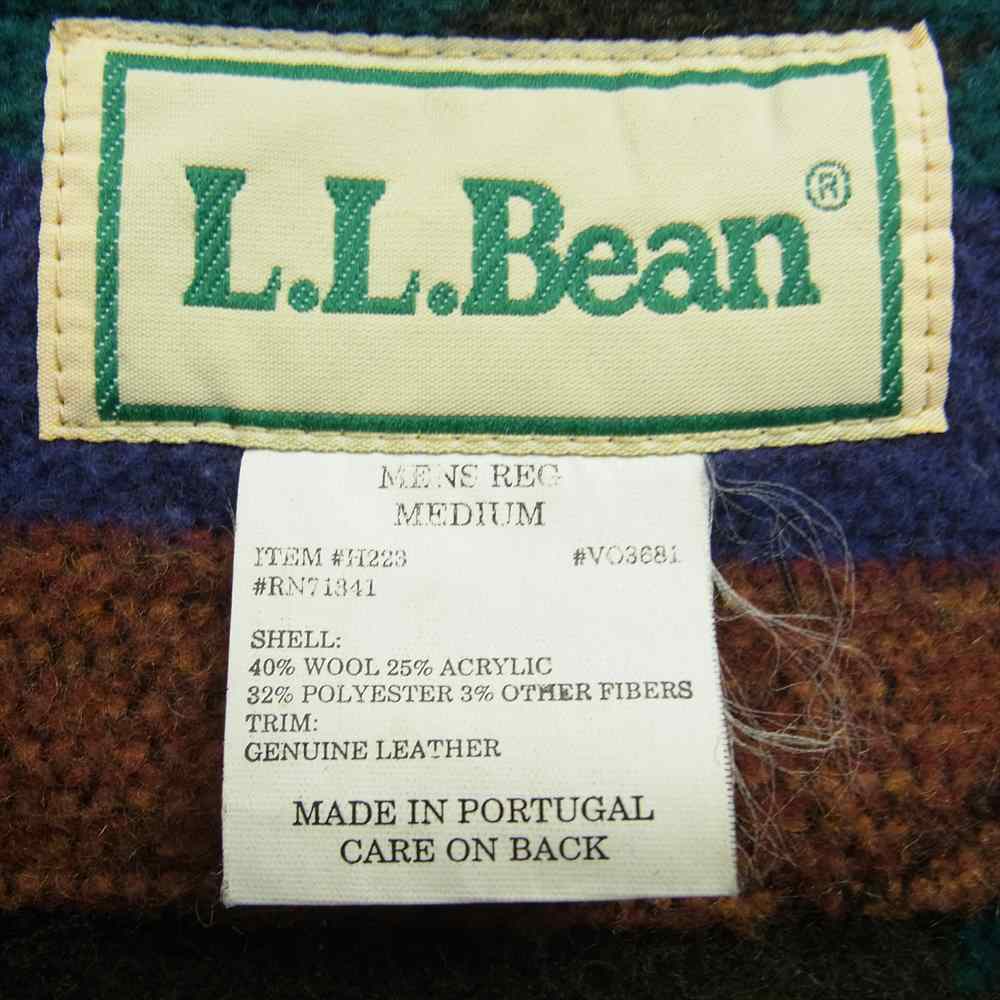 L.L.Bean®
MENS REG
MEDIUM
ITEM #H223 #VO3681
#RN71341
SHELL:
40% WOOL 25% ACRYLIC
32% POLYESTER 3% OTHER FIBERS
TRIM:
GENUINE LEATHER
MADE IN PORTUGAL
CARE ON BACK